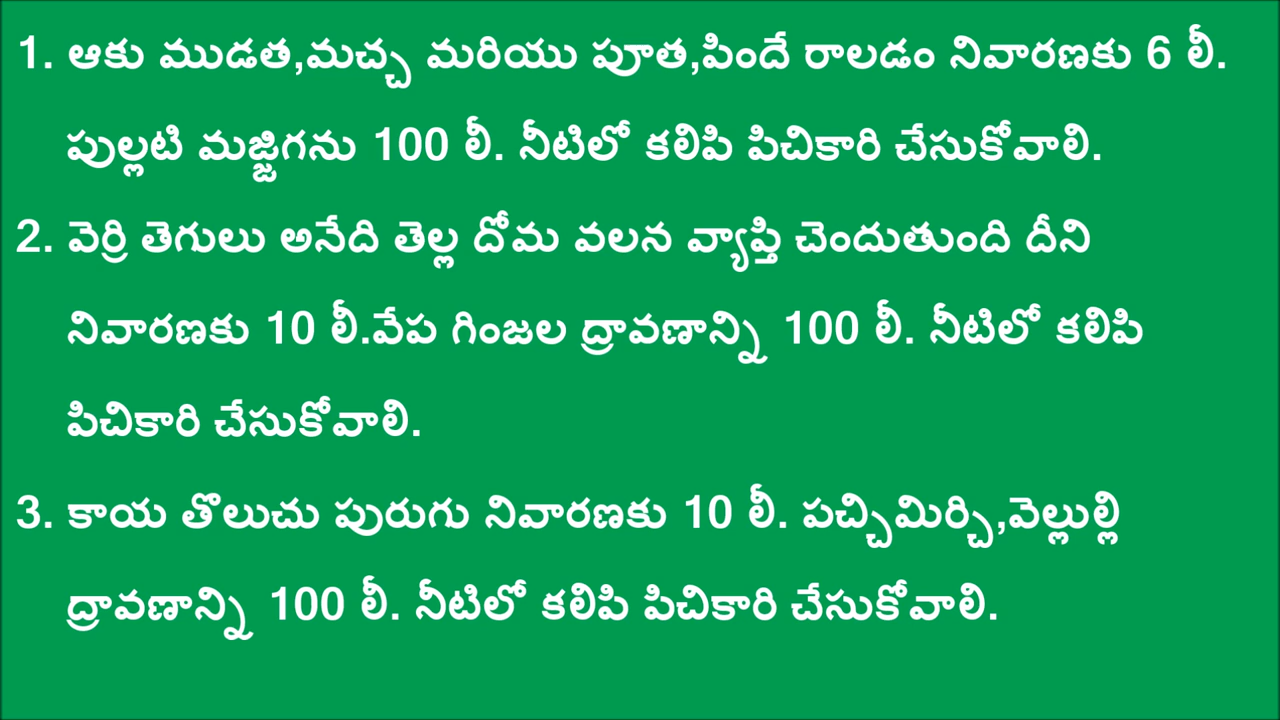 1. ఆకు ముడత,మచ్చ మరియు పూత,పిందే రాలడం నివారణకు 6 లీ.
పుల్లటి మజ్జిగను 100 లీ. నీటిలో కలిపి పిచికారి చేసుకోవాలి.
2. వెర్రి తెగులు అనేది తెల్ల దోమ వలన వ్యాప్తి చెందుతుంది దీని
నివారణకు 10 లీ.వేప గింజల ద్రావణాన్ని 100 లీ. నీటిలో కలిపి
పిచికారి చేసుకోవాలి.
3. కాయ తొలుచు పురుగు నివారణకు 10 లీ. పచ్చిమిర్చి,వెల్లుల్లి
ద్రావణాన్ని 100 లీ. నీటిలో కలిపి పిచికారి చేసుకోవాలి.